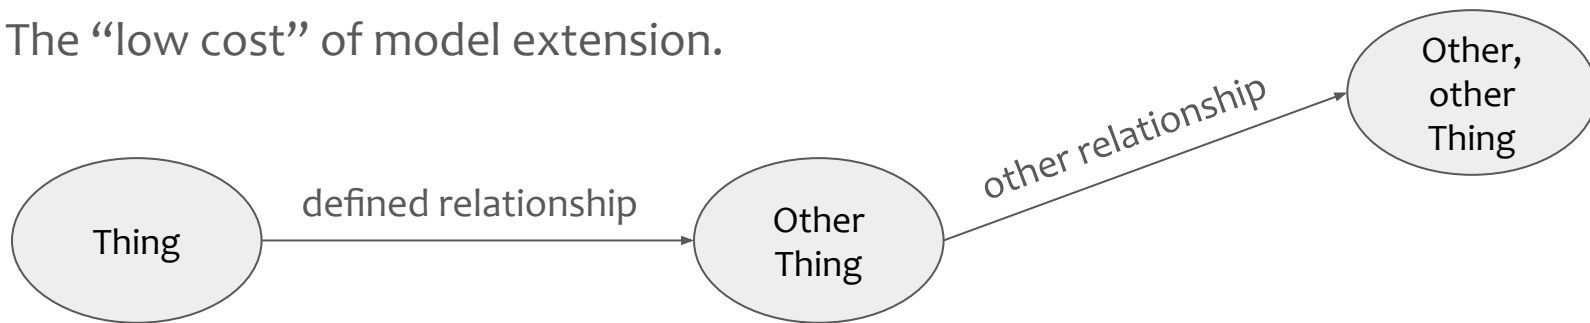 The “low cost” of model extension.
Thing
defined relationship
Other
Thing
other relationship
Other,
other
Thing